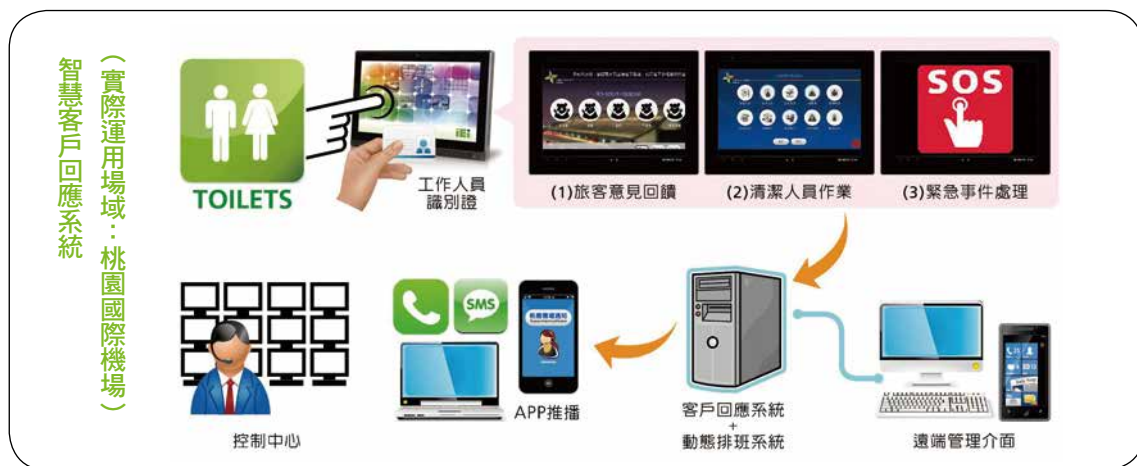 智慧客戶回應系統
(實際運用場域：桃園國際機場)
TOILETS
iEi
工作人員
識別證
(1)旅客意見回饋
(2)清潔人員作業
SOS
(3)緊急事件處理
控制中心
SMS
APP推播
客戶回應系統
+
動態排班系統
遠端管理介面